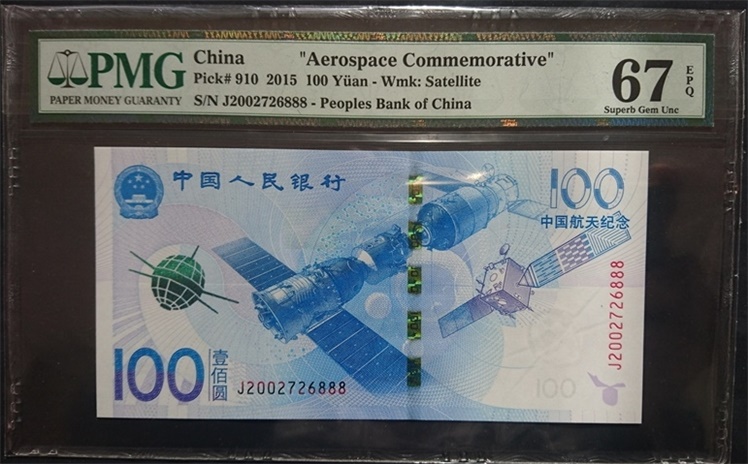 PMG
PAPER MONEY GUARANTY
China "Aerospace Commemorative"
Pick# 910 2015 100 Yüan - Wmk: Satellite
S/N J2002726888 - Peoples Bank of China
67
EPQ
Superb Gem Unc
中国人民银行
100
中国航天纪念
J2002726888
100
壹佰圆
J2002726888
100